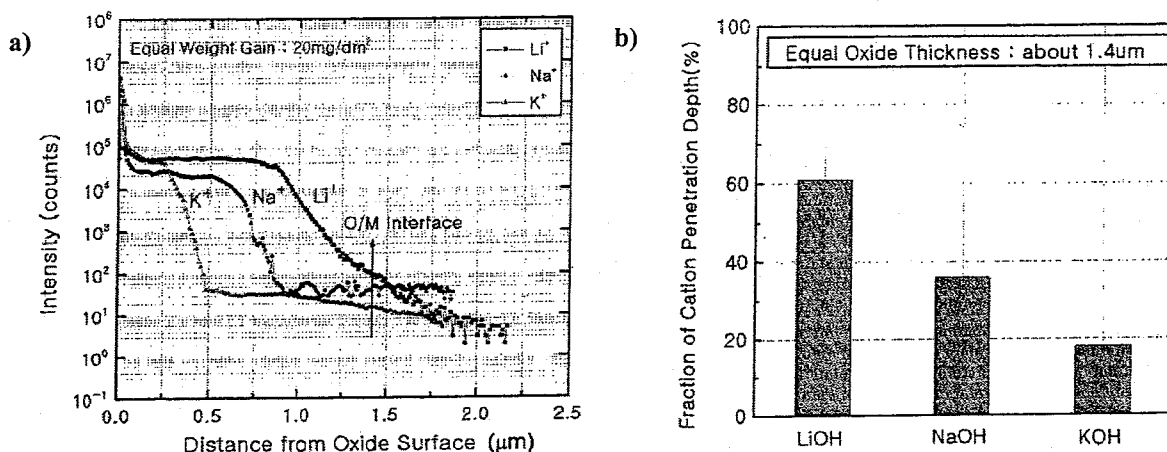 a)
Equal Weight Gain : 20mg/dm²
Li⁺
Na⁺
K⁺
10⁷
10⁶
10⁵
10⁴
10³
10²
10¹
10⁰
10⁻¹
K⁺
Na⁺
Li⁺
O/M Interface
Intensity (counts)
0.0 0.5 1.0 1.5 2.0 2.5
Distance from Oxide Surface (μm)
b)
Equal Oxide Thickness : about 1.4um
100
80
60
40
20
0
Fraction of Cation Penetration Depth(%)
LiOH NaOH KOH